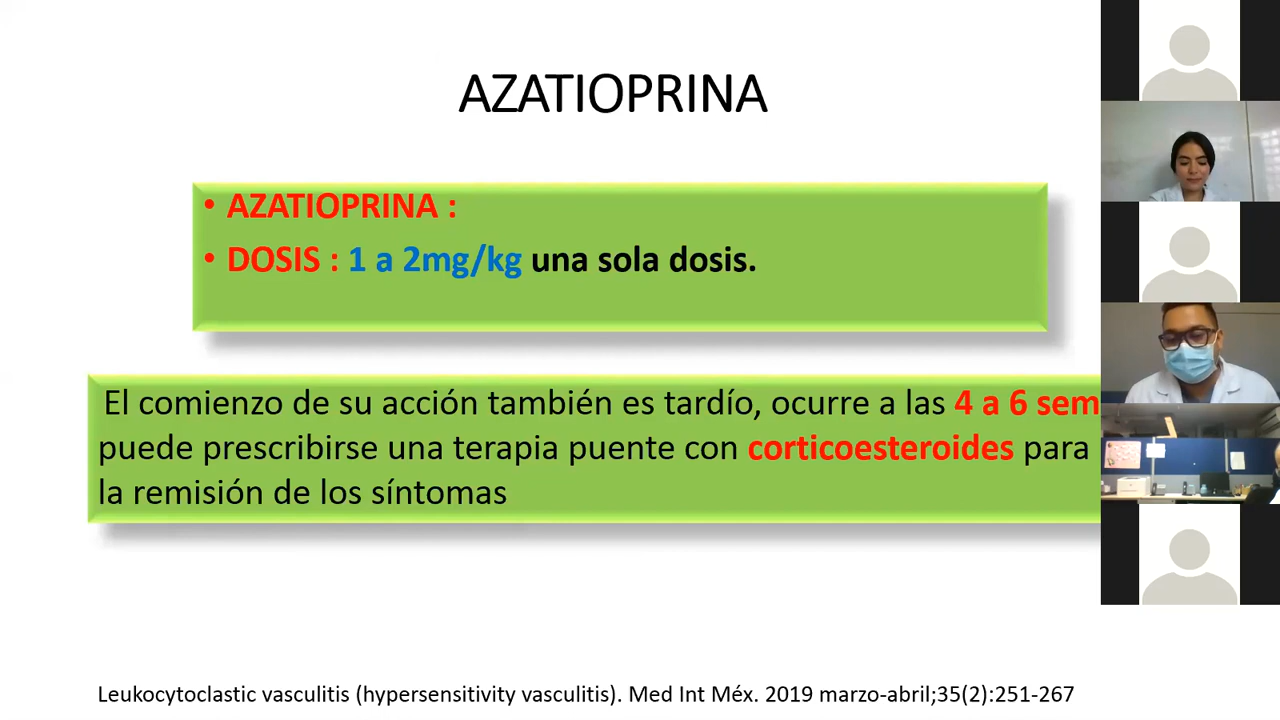 AZATIOPRINA
• AZATIOPRINA :
• DOSIS : 1 a 2mg/kg una sola dosis.
El comienzo de su acción también es tardío, ocurre a las 4 a 6 sem
puede prescribirse una terapia puente con corticoesteroides para
la remisión de los síntomas
Leukocytoclastic vasculitis (hypersensitivity vasculitis). Med Int Méx. 2019 marzo-abril;35(2):251-267